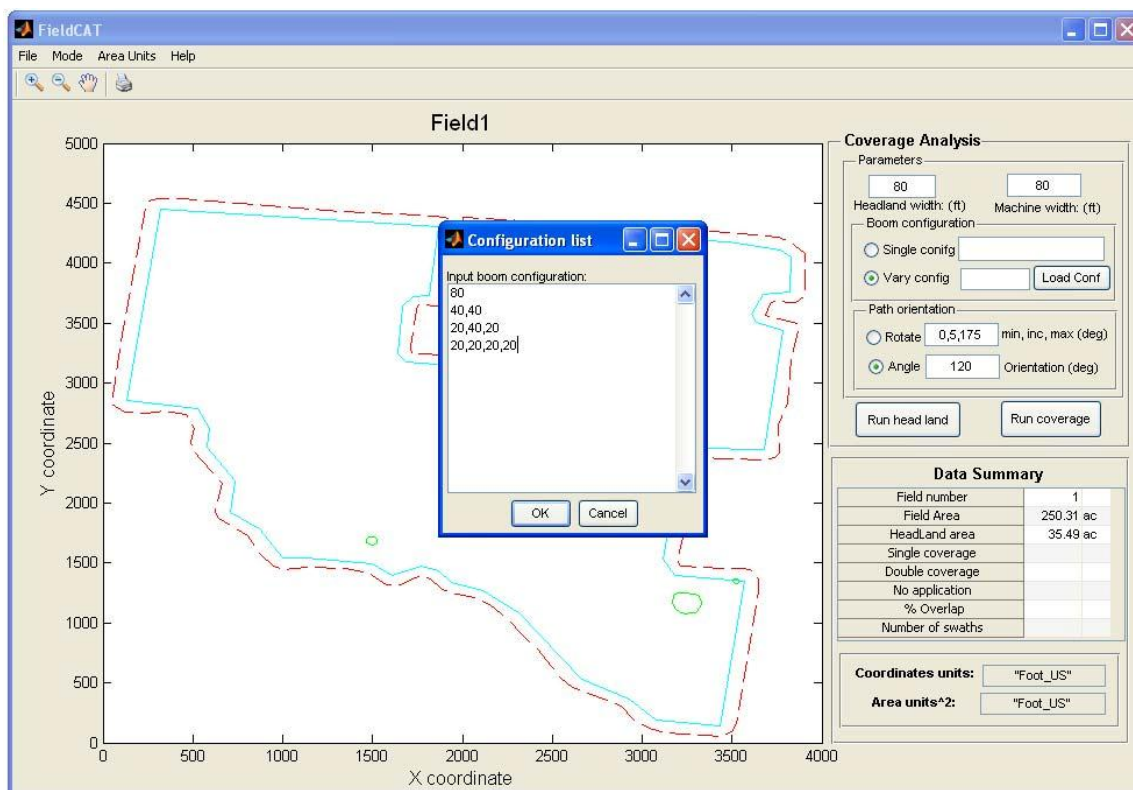 FieldCAT
File Mode Area Units Help
Field1
5000
4500
4000
3500
3000
2500
2000
1500
1000
500
0
Y coordinate
0 500 1000 1500 2000 2500 3000 3500 4000
X coordinate
Configuration list
Input boom configuration:
80
40,40
20,40,20
20,20,20,20
OK Cancel
Coverage Analysis
Parameters
80 80
Headland width: (ft) Machine width: (ft)
Boom configuration
Single conifg
Vary config Load Conf
Path orientation
Rotate 0,5,175 min, inc, max (deg)
Angle 120 Orientation (deg)
Run head land Run coverage
Data Summary
Field number 1
Field Area 250.31 ac
HeadLand area 35.49 ac
Single coverage
Double coverage
No application
% Overlap
Number of swaths
Coordinates units: "Foot_US"
Area units^2: "Foot_US"